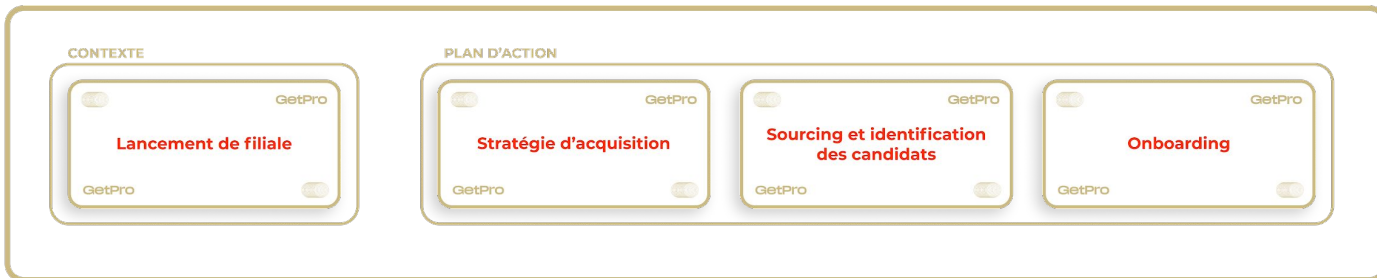 CONTEXTE
GetPro
Lancement de filiale
GetPro
PLAN D'ACTION
GetPro
Stratégie d'acquisition
GetPro
GetPro
Sourcing et identification
des candidats
GetPro
GetPro
Onboarding
GetPro